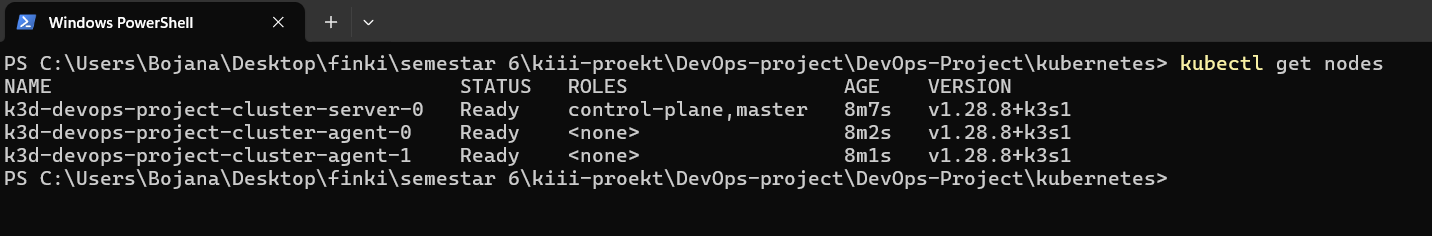 Windows PowerShell
PS C:\Users\Bojana\Desktop\finki\semestar 6\kiii-proekt\DevOps-project\DevOps-Project\kubernetes> kubectl get nodes
NAME STATUS ROLES AGE VERSION
k3d-devops-project-cluster-server-0 Ready control-plane,master 8m7s v1.28.8+k3s1
k3d-devops-project-cluster-agent-0 Ready <none> 8m2s v1.28.8+k3s1
k3d-devops-project-cluster-agent-1 Ready <none> 8m1s v1.28.8+k3s1
PS C:\Users\Bojana\Desktop\finki\semestar 6\kiii-proekt\DevOps-project\DevOps-Project\kubernetes>